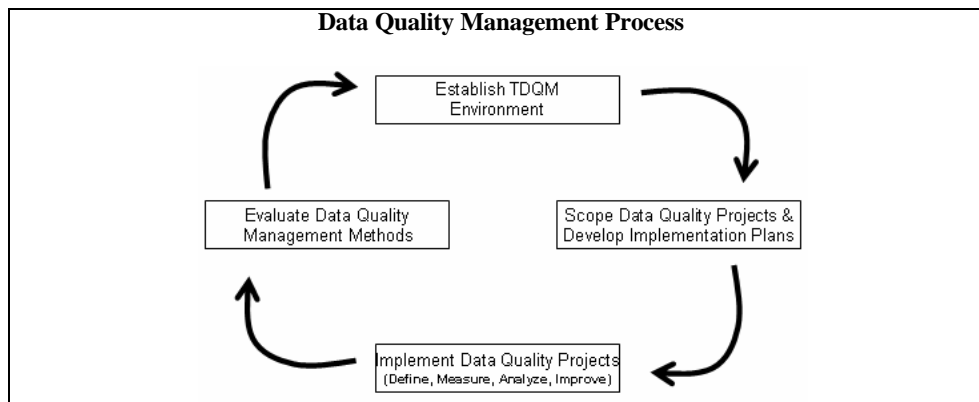 Data Quality Management Process
Establish TDQM
Environment
Scope Data Quality Projects &
Develop Implementation Plans
Implement Data Quality Projects
(Define, Measure, Analyze, Improve)
Evaluate Data Quality
Management Methods